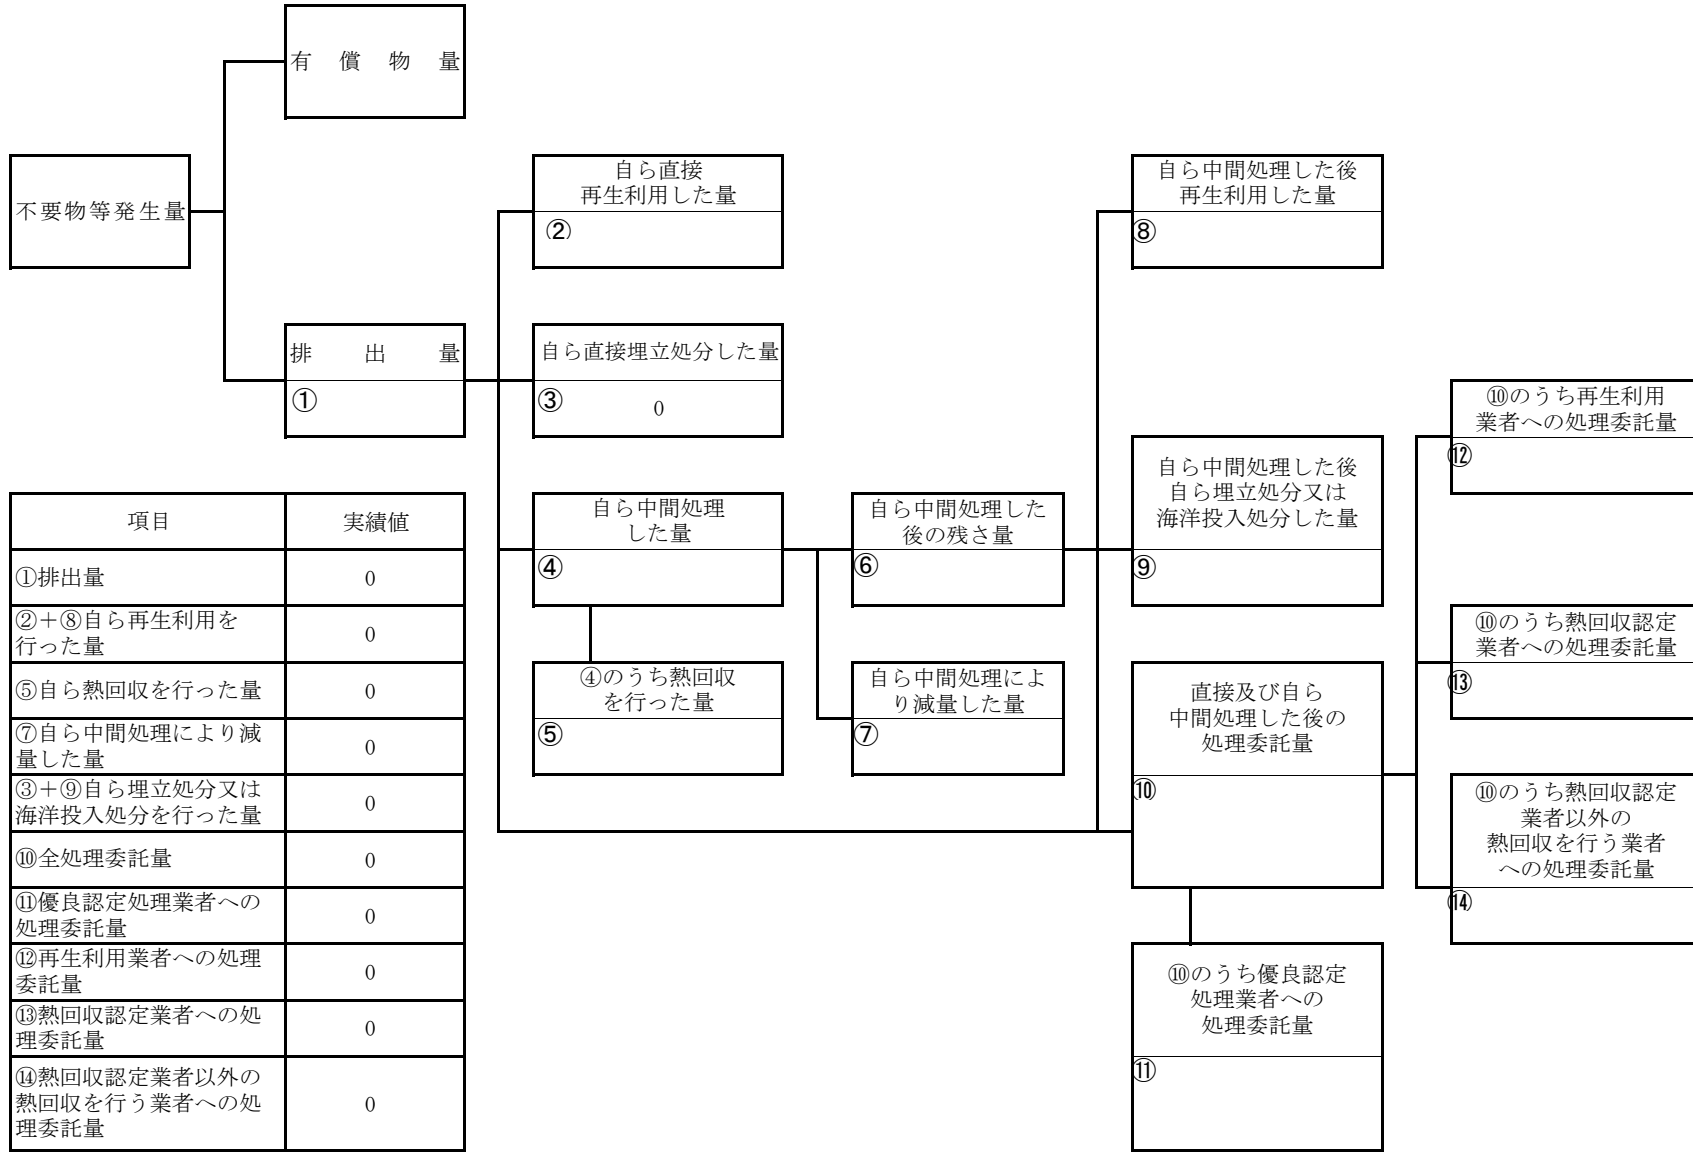 有償物量
不要物等発生量
自ら直接
再生利用した量
②
自ら中間処理した後
再生利用した量
⑧
排出量
①
自ら直接埋立処分した量
③ 0
⑩のうち再生利用
業者への処理委託量
⑫
自ら中間処理した後
自ら埋立処分又は
海洋投入処分した量
⑨
自ら中間処理
した量
④
自ら中間処理した
後の残さ量
⑥
⑩のうち熱回収認定
業者への処理委託量
⑬
④のうち熱回収
を行った量
⑤
自ら中間処理によ
り減量した量
⑦
直接及び自ら
中間処理した後の
処理委託量
⑩
⑩のうち熱回収認定
業者以外の
熱回収を行う業者
への処理委託量
⑭
⑩のうち優良認定
処理業者への
処理委託量
⑪
項目 実績値
①排出量 0
②＋⑧自ら再生利用を
行った量 0
⑤自ら熱回収を行った量 0
⑦自ら中間処理により減
量した量 0
③＋⑨自ら埋立処分又は
海洋投入処分を行った量 0
⑩全処理委託量 0
⑪優良認定処理業者への
処理委託量 0
⑫再生利用業者への処理
委託量 0
⑬熱回収認定業者への処
理委託量 0
⑭熱回収認定業者以外の
熱回収を行う業者への処
理委託量 0